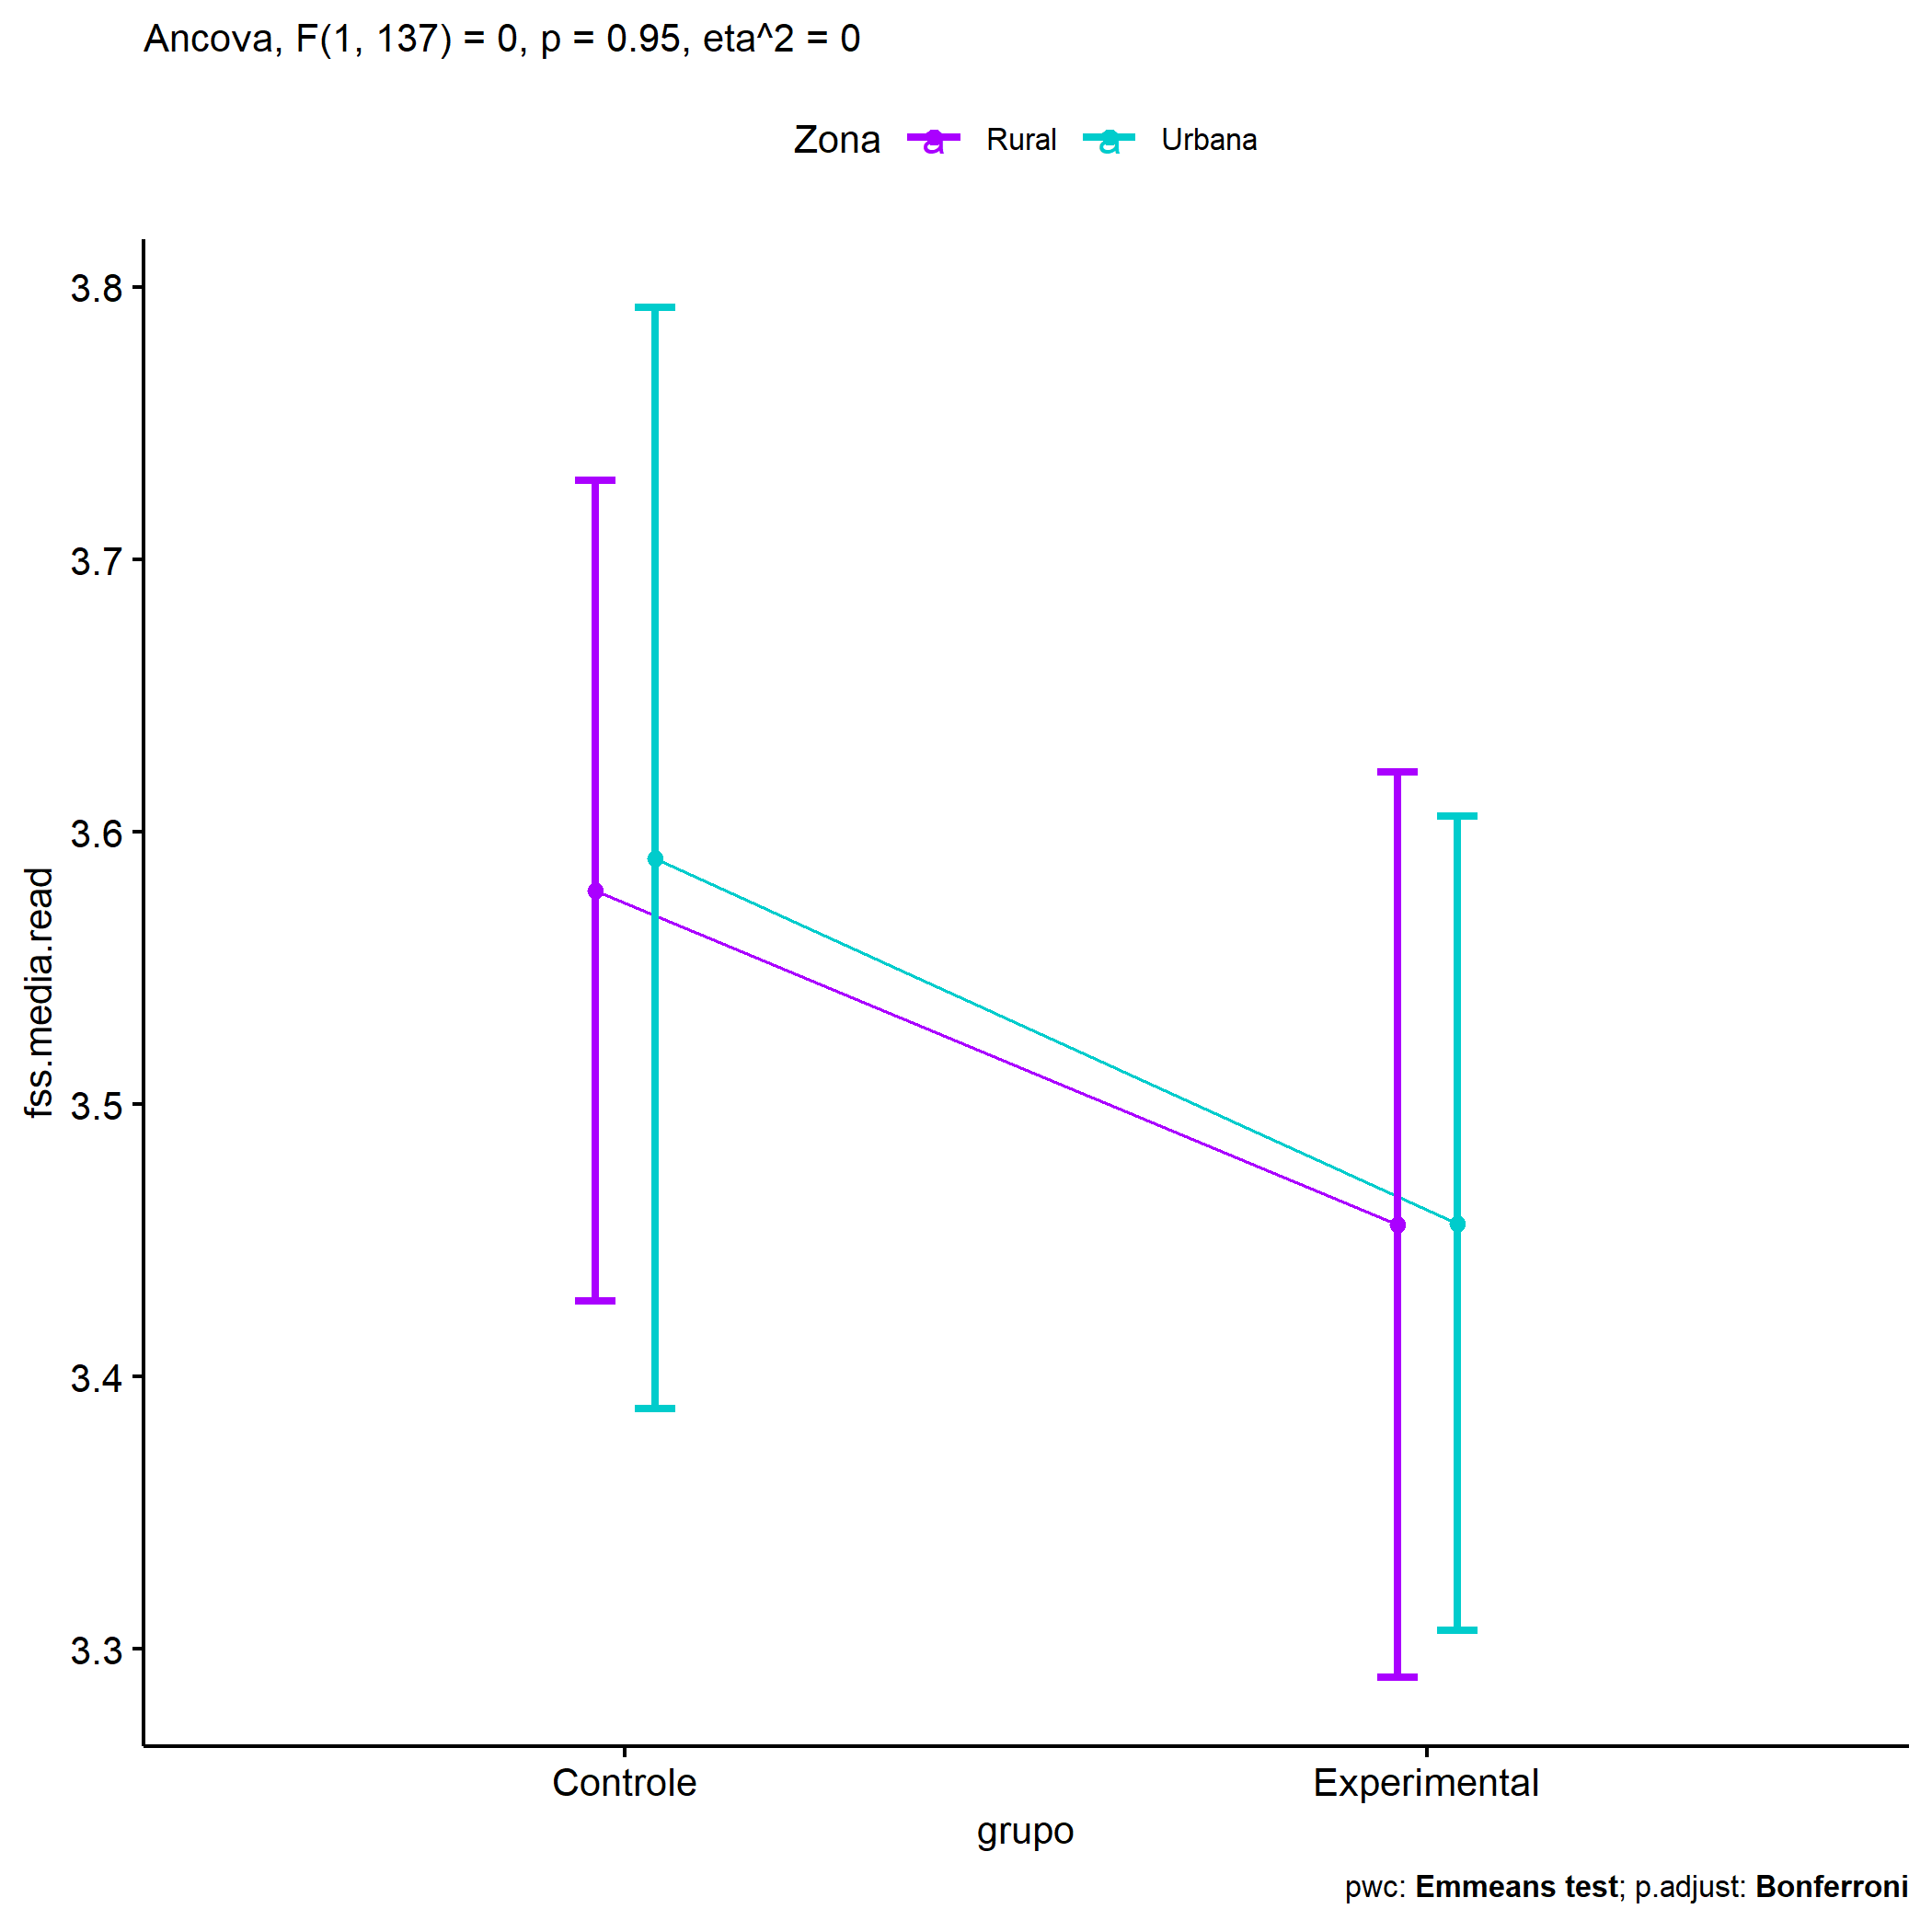 Ancova, F(1, 137) = 0, p = 0.95, eta^2 = 0
Zona a Rural a Urbana
3.8
3.7
3.6
3.5
3.4
3.3
fss.media.read
Controle Experimental
grupo
pwc: Emmeans test; p.adjust: Bonferroni